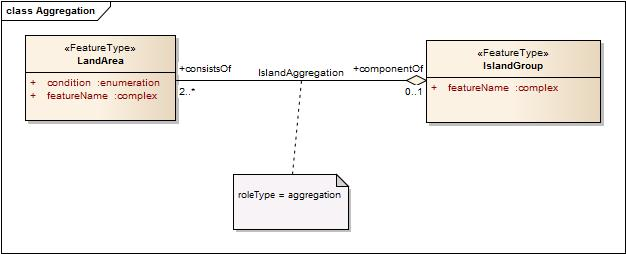 class Aggregation
«FeatureType»
LandArea
+ condition :enumeration
+ featureName :complex
+consistsOf
2..*
IslandAggregation
+componentOf
0..1
«FeatureType»
IslandGroup
+ featureName :complex
roleType = aggregation